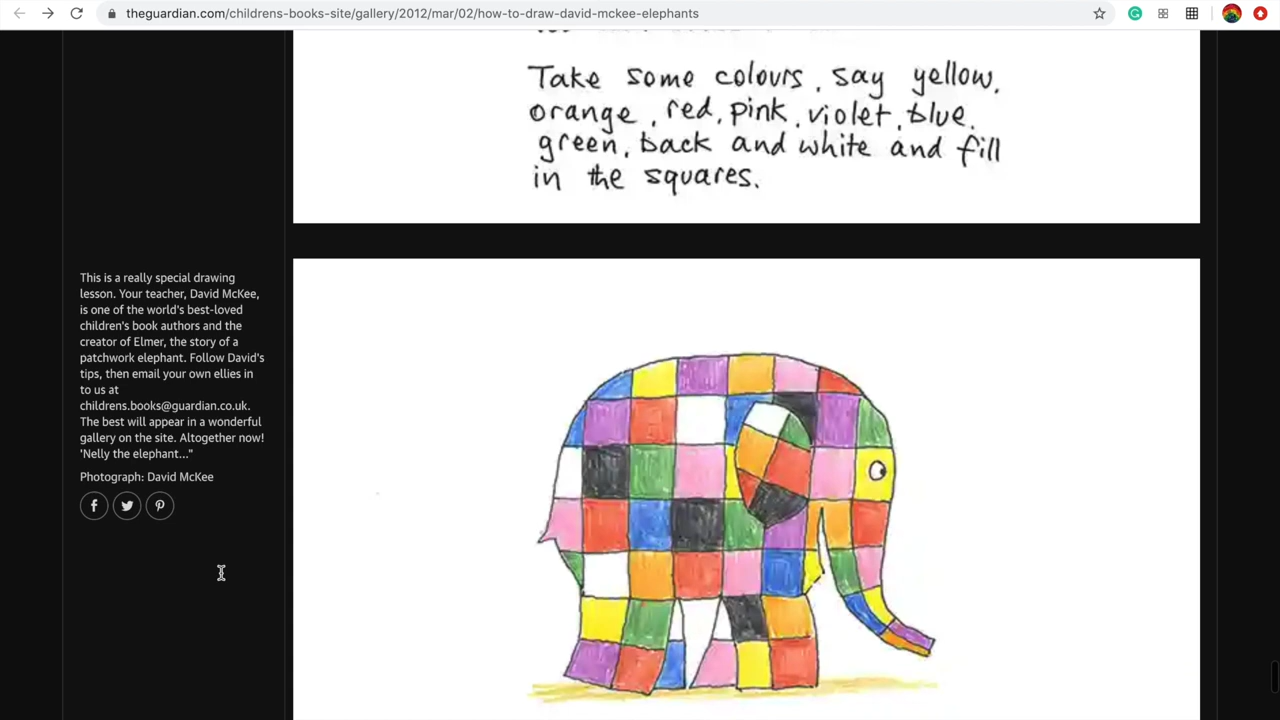 theguardian.com/childrens-books-site/gallery/2012/mar/02/how-to-draw-david-mckee-elephants
Take some colours, say yellow,
orange, red, pink, violet, blue,
green, back and white and fill
in the squares.
This is a really special drawing
lesson. Your teacher, David McKee,
is one of the world's best-loved
children's book authors and the
creator of Elmer, the story of a
patchwork elephant. Follow David's
tips, then email your own ellies in
to us at
childrens.books@guardian.co.uk.
The best will appear in a wonderful
gallery on the site. Altogether now!
'Nelly the elephant..."
Photograph: David McKee